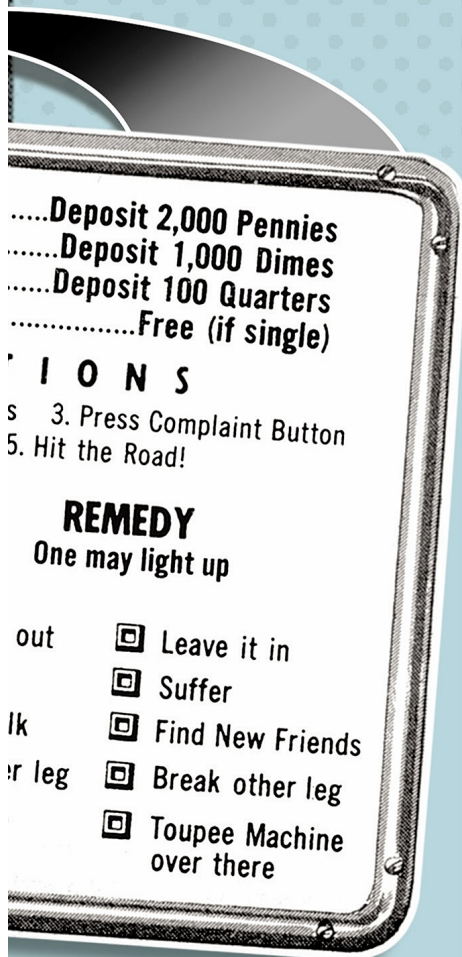 .....Deposit 2,000 Pennies
.......Deposit 1,000 Dimes
......Deposit 100 Quarters
................Free (if single)
I O N S
s 3. Press Complaint Button
5. Hit the Road!
REMEDY
One may light up
out Leave it in
Suffer
lk Find New Friends
er leg Break other leg
Toupee Machine
over there